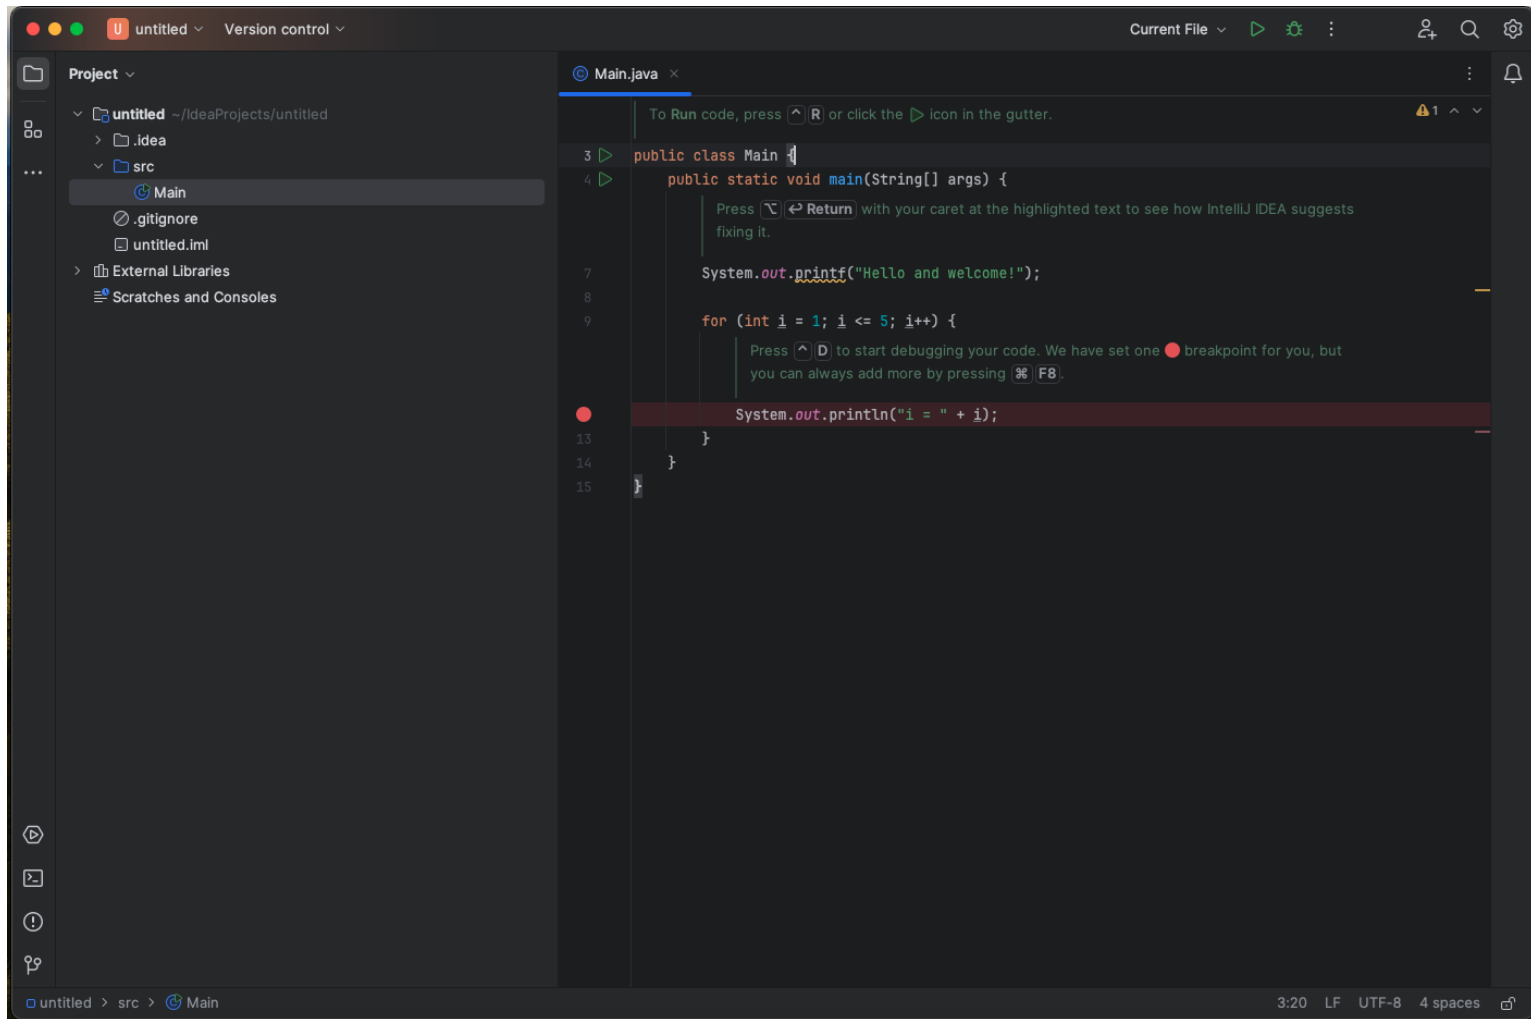 U untitled Version control Current File
Project
Main.java
untitled ~/IdeaProjects/untitled
.idea
src
Main
.gitignore
untitled.iml
External Libraries
Scratches and Consoles
To Run code, press ^ R or click the icon in the gutter.
1
3 public class Main {
4 public static void main(String[] args) {
Press ⌥ ↩ Return with your caret at the highlighted text to see how IntelliJ IDEA suggests
fixing it.
7 System.out.printf("Hello and welcome!");
8
9 for (int i = 1; i <= 5; i++) {
Press ^ D to start debugging your code. We have set one breakpoint for you, but
you can always add more by pressing ⌘ F8.
System.out.println("i = " + i);
13 }
14 }
15 }
untitled > src > Main
3:20 LF UTF-8 4 spaces